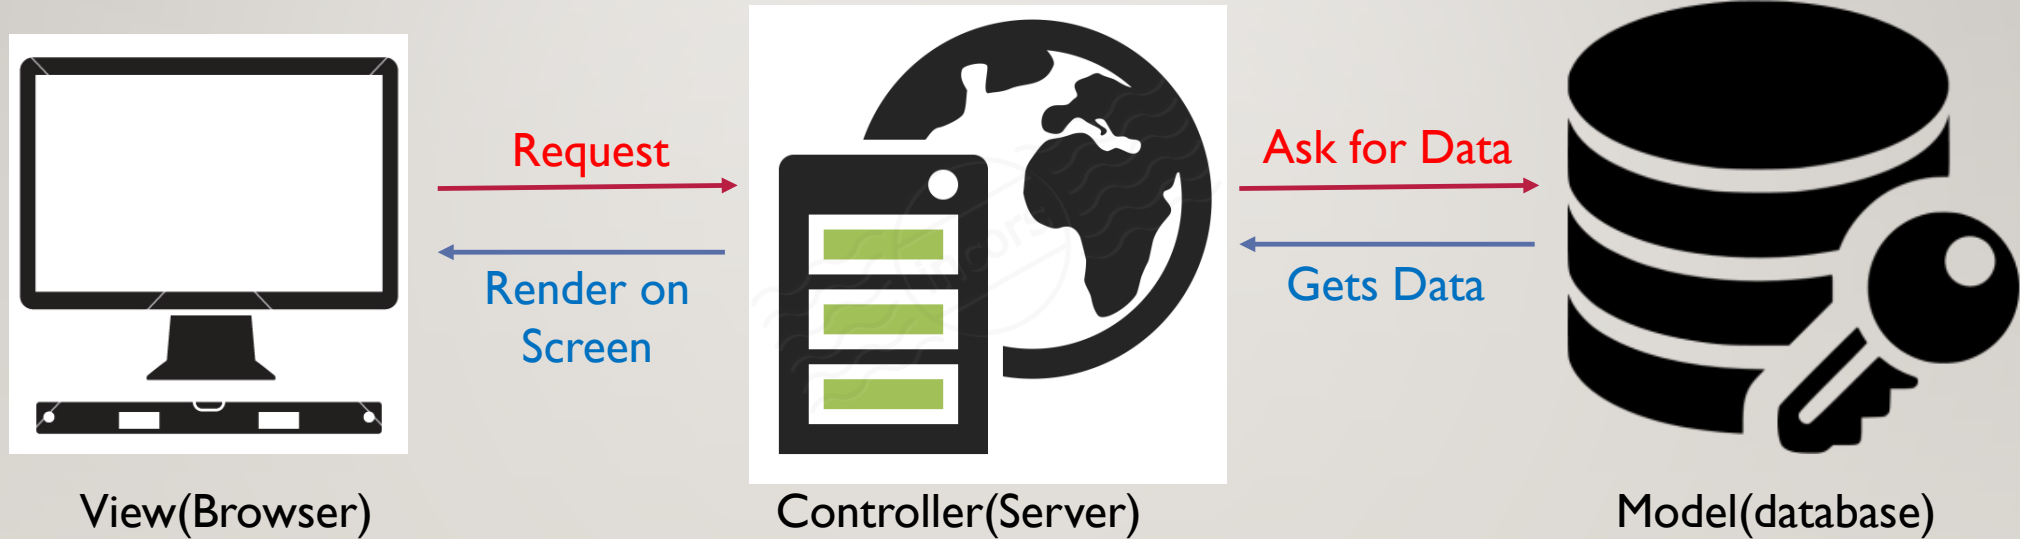 Request
Render on
Screen
Ask for Data
Gets Data
View(Browser)
Controller(Server)
Model(database)